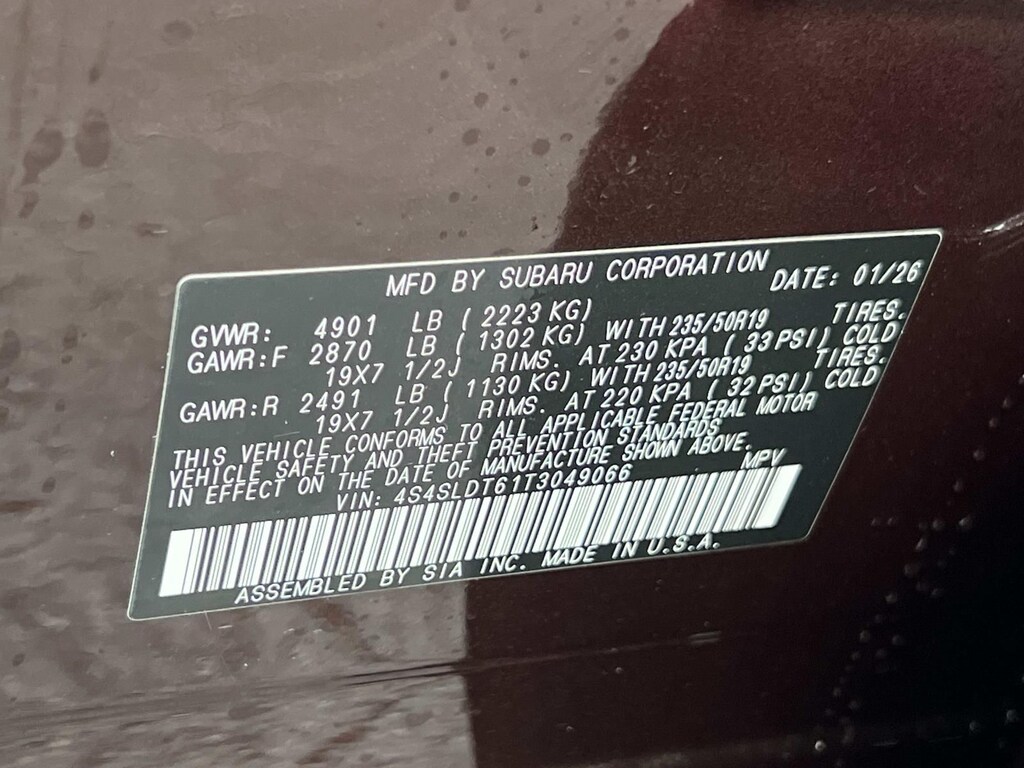 MFD BY SUBARU CORPORATION DATE: 01/26
GVWR: 4901 LB ( 2223 KG)
GAWR:F 2870 LB ( 1302 KG) WITH 235/50R19 TIRES.
19X7 1/2J RIMS. AT 230 KPA ( 33 PSI) COLD
GAWR:R 2491 LB ( 1130 KG) WITH 235/50R19 TIRES.
19X7 1/2J RIMS. AT 220 KPA ( 32 PSI) COLD
THIS VEHICLE CONFORMS TO ALL APPLICABLE FEDERAL MOTOR
VEHICLE SAFETY AND THEFT PREVENTION STANDARDS
IN EFFECT ON THE DATE OF MANUFACTURE SHOWN ABOVE.
VIN: 4S4SLDT61T3049066 MPV
ASSEMBLED BY SIA INC. MADE IN U.S.A.